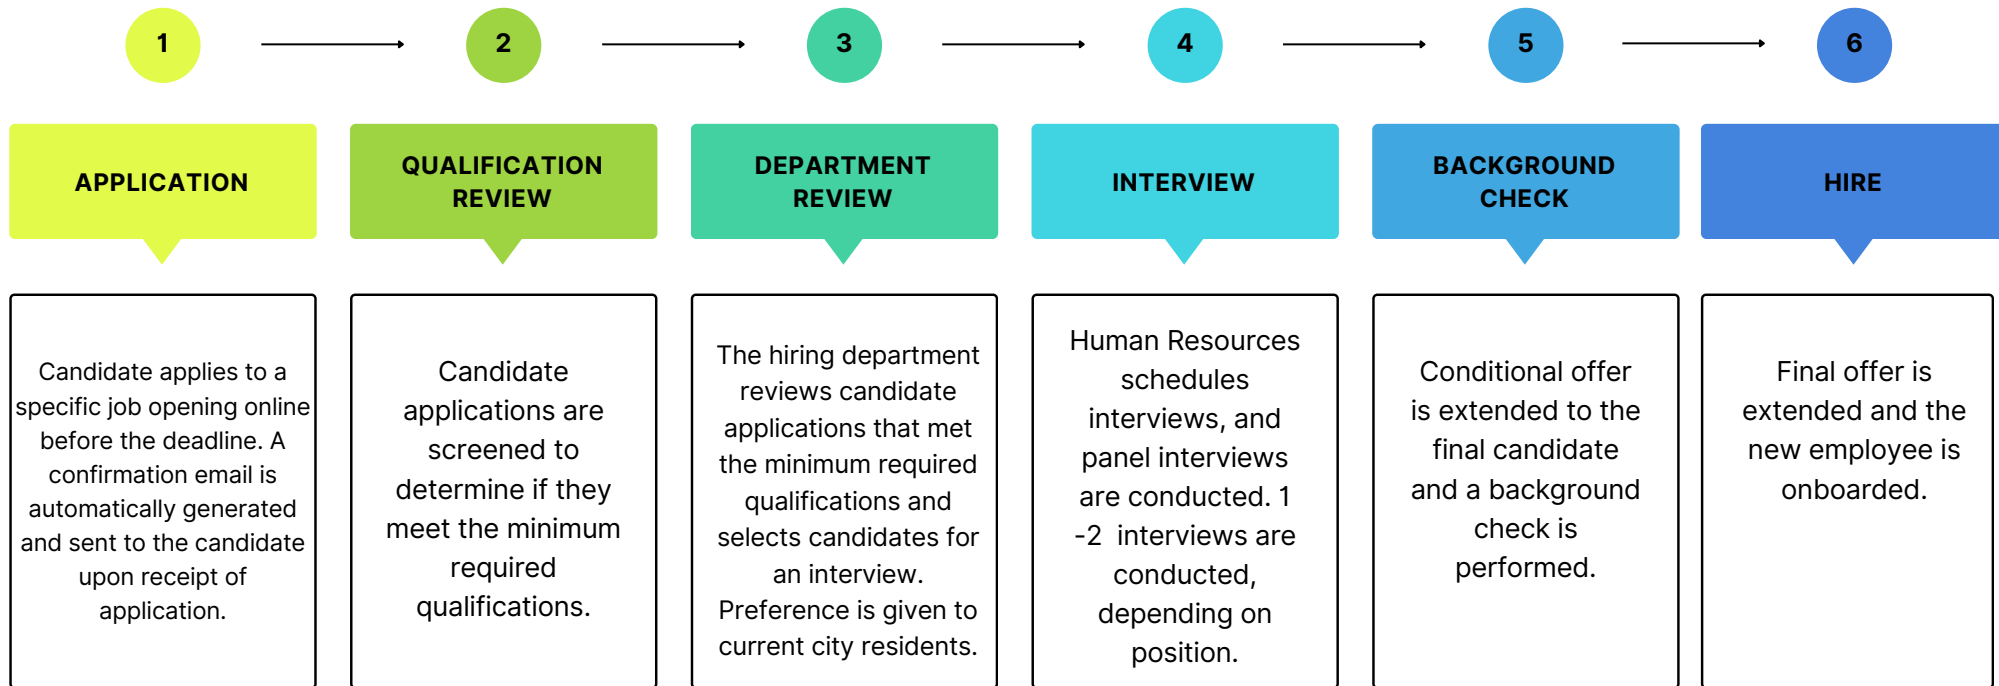 1
2
3
4
5
6
APPLICATION
QUALIFICATION
REVIEW
DEPARTMENT
REVIEW
INTERVIEW
BACKGROUND
CHECK
HIRE
Candidate applies to a
specific job opening online
before the deadline. A
confirmation email is
automatically generated
and sent to the candidate
upon receipt of
application.
Candidate
applications are
screened to
determine if they
meet the minimum
required
qualifications.
The hiring department
reviews candidate
applications that met
the minimum required
qualifications and
selects candidates for
an interview.
Preference is given to
current city residents.
Human Resources
schedules
interviews, and
panel interviews
are conducted. 1
-2  interviews are
conducted,
depending on
position.
Conditional offer
is extended to the
final candidate
and a background
check is
performed.
Final offer is
extended and the
new employee is
onboarded.